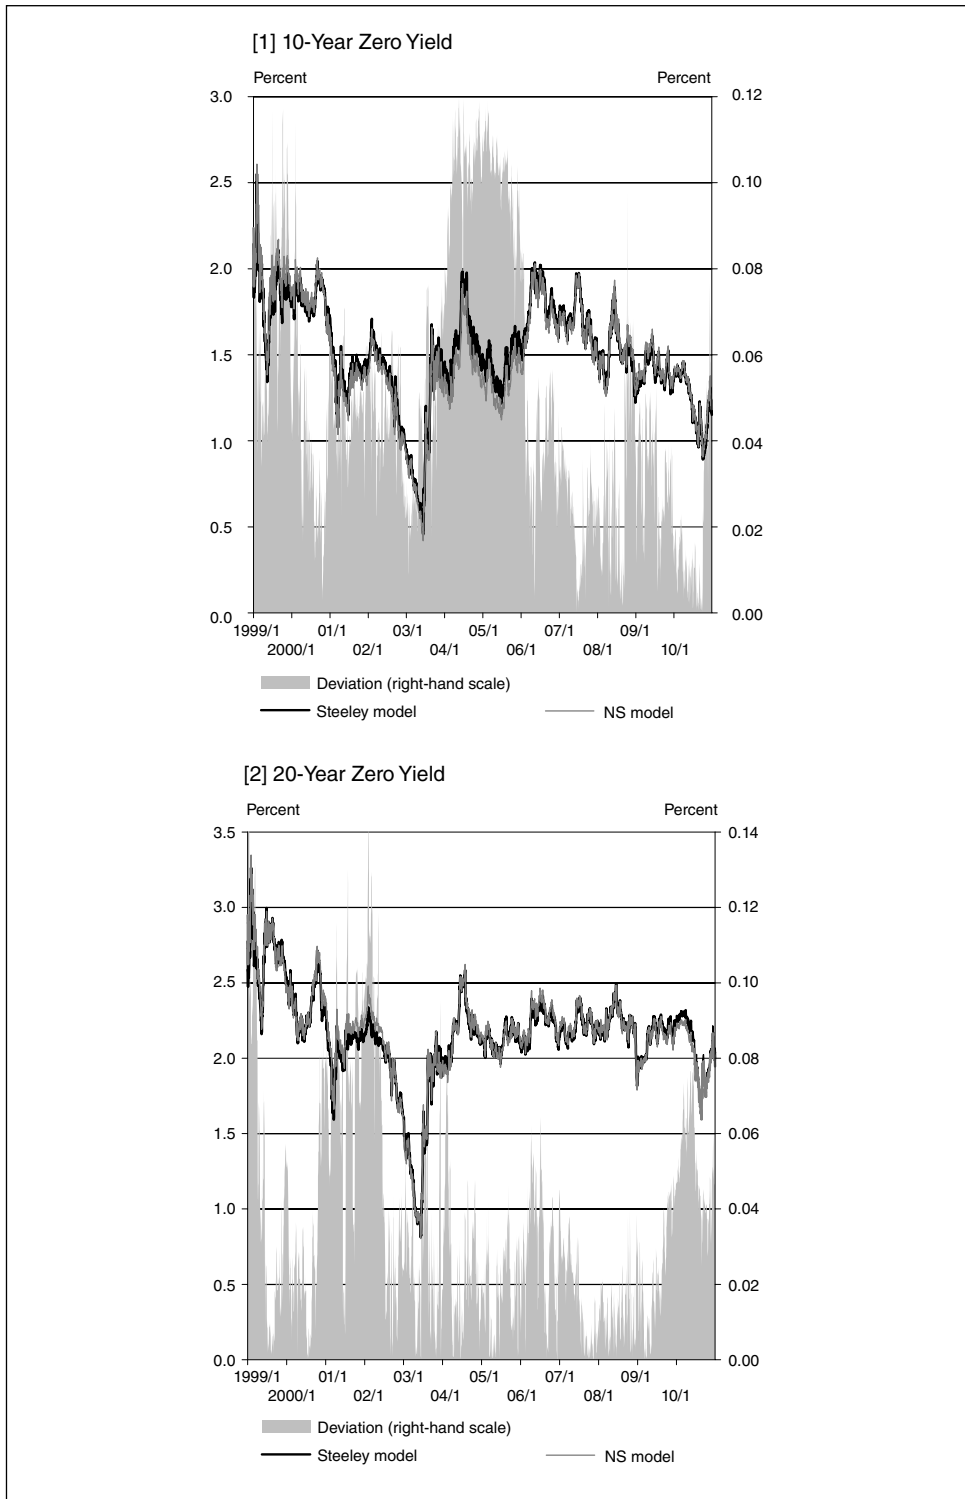 [1] 10-Year Zero Yield
Percent Percent
3.0 0.12
2.5 0.10
2.0 0.08
1.5 0.06
1.0 0.04
0.5 0.02
0.0 0.00
1999/1 01/1 03/1 05/1 07/1 09/1
2000/1 02/1 04/1 06/1 08/1 10/1
Deviation (right-hand scale)
Steeley model NS model
[2] 20-Year Zero Yield
Percent Percent
3.5 0.14
3.0 0.12
2.5 0.10
2.0 0.08
1.5 0.06
1.0 0.04
0.5 0.02
0.0 0.00
1999/1 01/1 03/1 05/1 07/1 09/1
2000/1 02/1 04/1 06/1 08/1 10/1
Deviation (right-hand scale)
Steeley model NS model